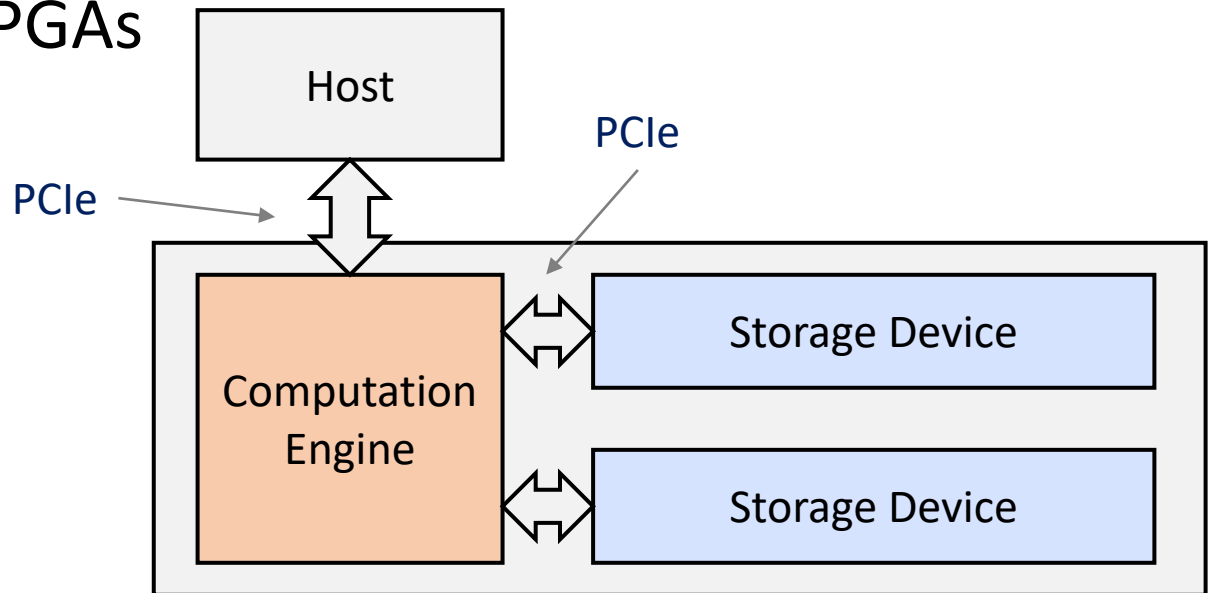 PGAs
Host
PCIe
PCIe
Computation
Engine
Storage Device
Storage Device